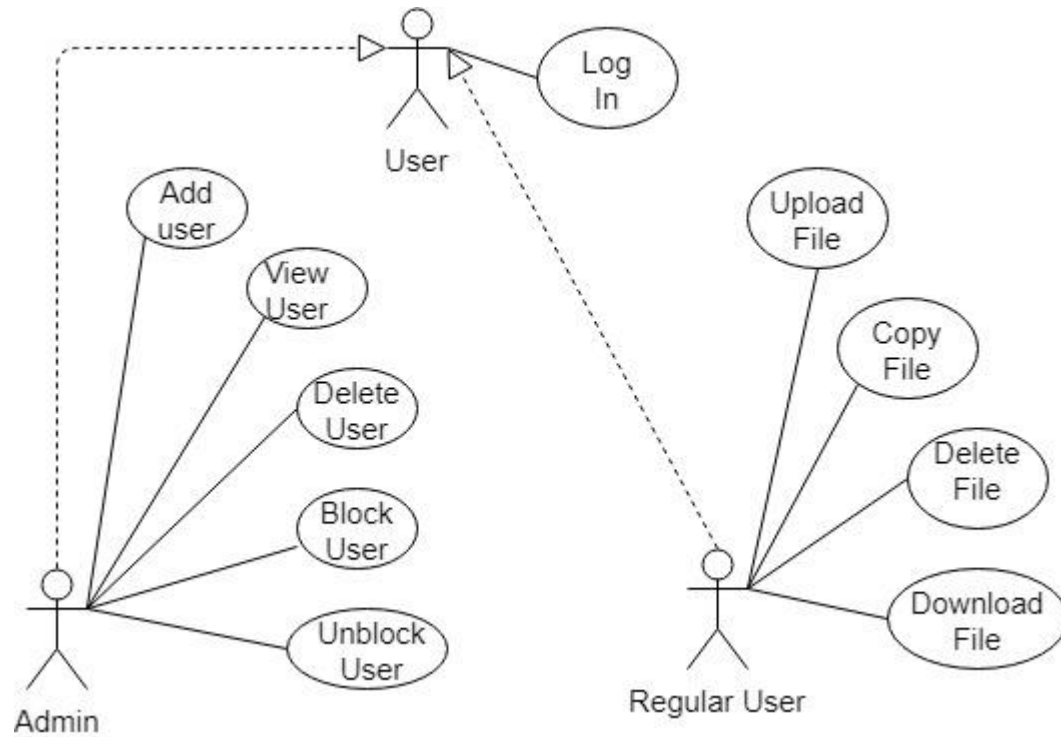 Log
In
User
Add
user
View
User
Delete
User
Block
User
Unblock
User
Admin
Upload
File
Copy
File
Delete
File
Download
File
Regular User